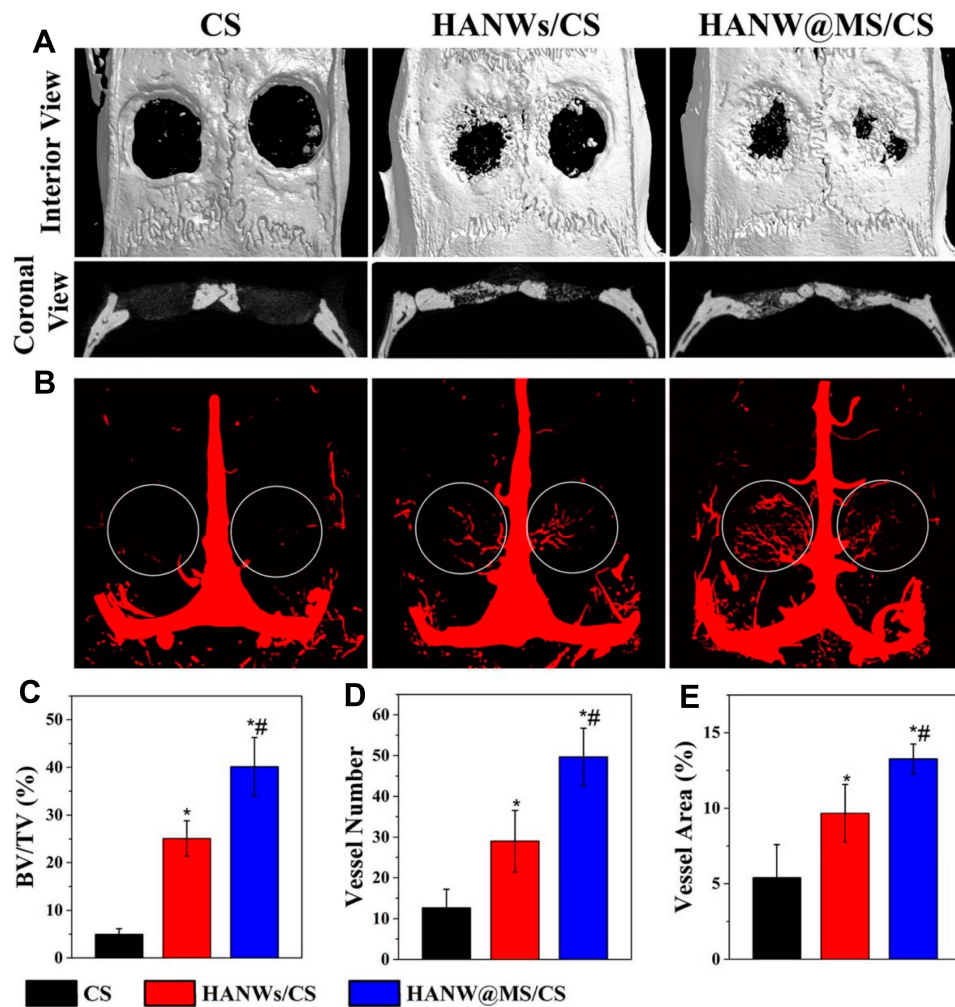 CS HANWs/CS HANW@MS/CS
A
Interior View
Coronal
View
B
C
BV/TV (%)
50
40
30
20
10
0
*
*#
D
Vessel Number
60
50
40
30
20
10
0
*
*#
E
Vessel Area (%)
15
10
5
0
*
*#
CS HANWs/CS HANW@MS/CS